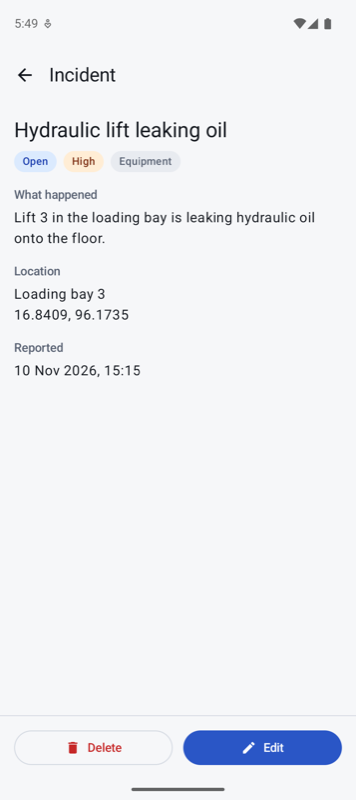 5:49
Incident
Hydraulic lift leaking oil
Open High Equipment
What happened
Lift 3 in the loading bay is leaking hydraulic oil
onto the floor.
Location
Loading bay 3
16.8409, 96.1735
Reported
10 Nov 2026, 15:15
Delete Edit